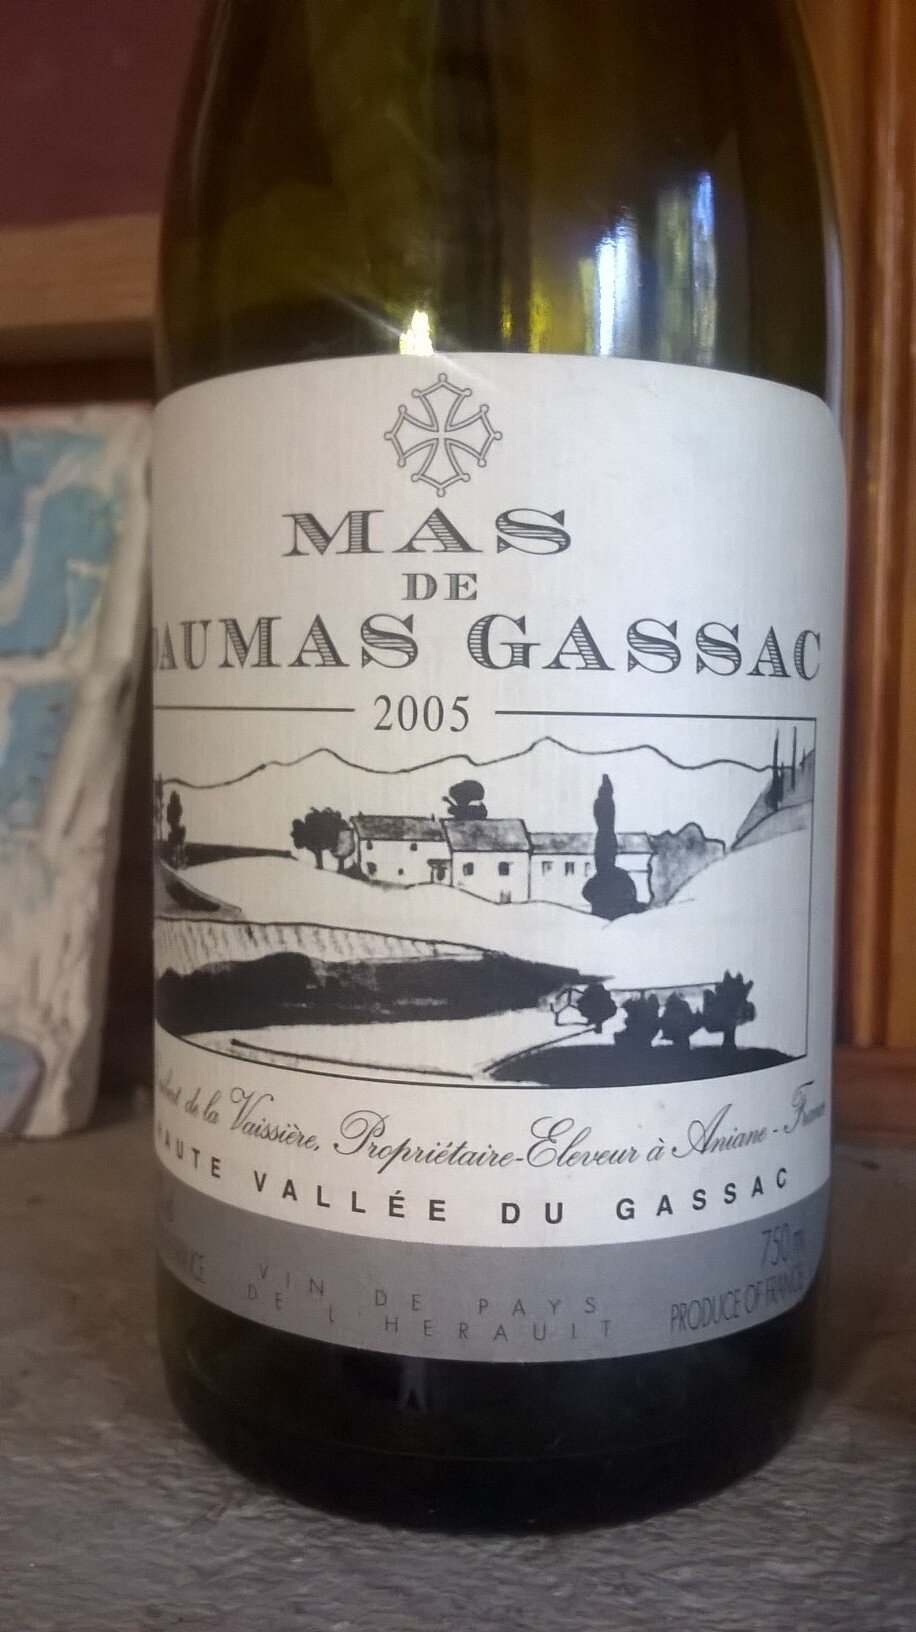 MAS
DE
DAUMAS GASSAC
2005
de la Vaissière, Propriétaire-Eleveur à Aniane - France
HAUTE VALLÉE DU GASSAC
VIN DE PAYS
DE L'HERAULT
750 ml
PRODUCE OF FRANCE